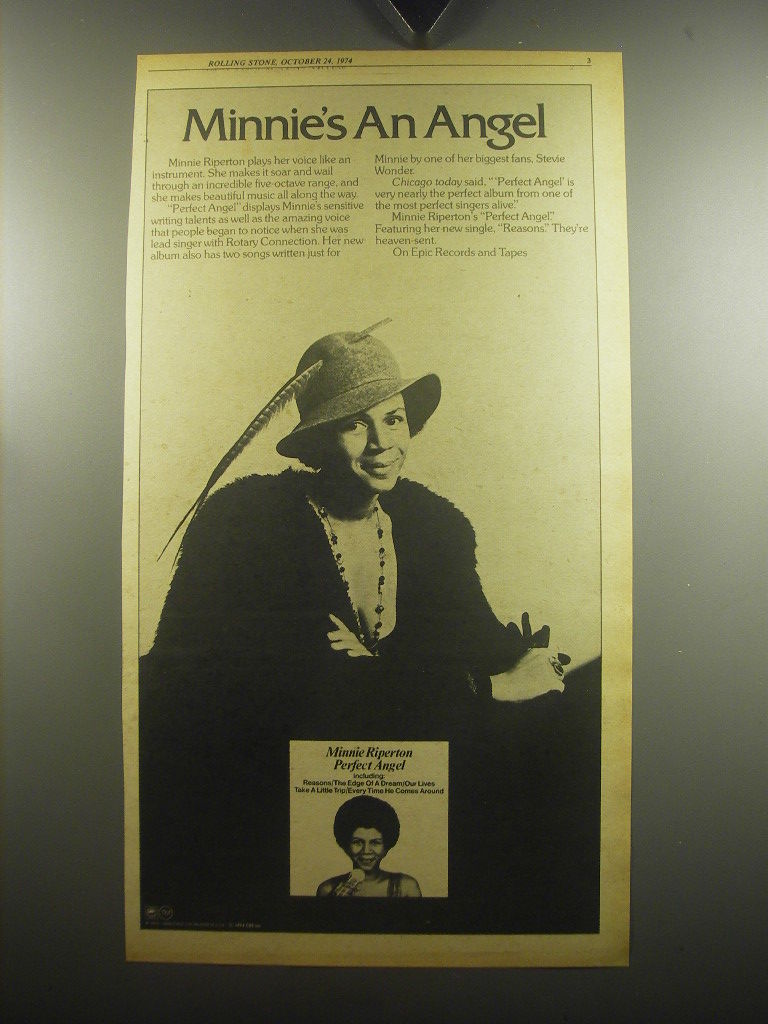 ROLLING STONE, OCTOBER 24, 1974
3
Minnie's An Angel
Minnie Riperton plays her voice like an
instrument. She makes it soar and wail
through an incredible five-octave range, and
she makes beautiful music all along the way.
"Perfect Angel" displays Minnie's sensitive
writing talents as well as the amazing voice
that people began to notice when she was
lead singer with Rotary Connection. Her new
album also has two songs written just for
Minnie by one of her biggest fans, Stevie
Wonder.
Chicago today said, "'Perfect Angel' is
very nearly the perfect album from one of
the most perfect singers alive."
Minnie Riperton's "Perfect Angel."
Featuring her new single, "Reasons." They're
heaven-sent.
On Epic Records and Tapes
Minnie Riperton
Perfect Angel
including:
Reasons/The Edge Of A Dream/Our Lives
Take A Little Trip/Every Time He Comes Around